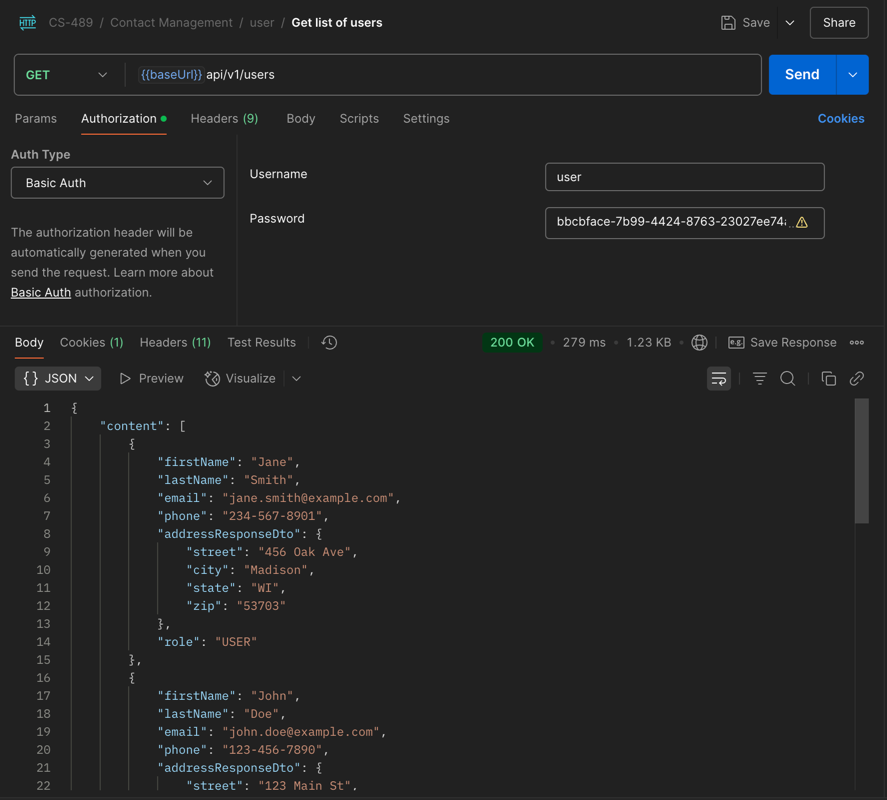 HTTP CS-489 / Contact Management / user / Get list of users Save Share
GET {{baseUrl}} api/v1/users Send
Params Authorization Headers (9) Body Scripts Settings Cookies
Auth Type
Basic Auth
Username user
Password bbcbface-7b99-4424-8763-23027ee74a...
The authorization header will be
automatically generated when you
send the request. Learn more about
Basic Auth authorization.
Body Cookies (1) Headers (11) Test Results 200 OK 279 ms 1.23 KB e.g. Save Response
{} JSON Preview Visualize
1 {
2 "content": [
3 {
4 "firstName": "Jane",
5 "lastName": "Smith",
6 "email": "jane.smith@example.com",
7 "phone": "234-567-8901",
8 "addressResponseDto": {
9 "street": "456 Oak Ave",
10 "city": "Madison",
11 "state": "WI",
12 "zip": "53703"
13 },
14 "role": "USER"
15 },
16 {
17 "firstName": "John",
18 "lastName": "Doe",
19 "email": "john.doe@example.com",
20 "phone": "123-456-7890",
21 "addressResponseDto": {
22 "street": "123 Main St",